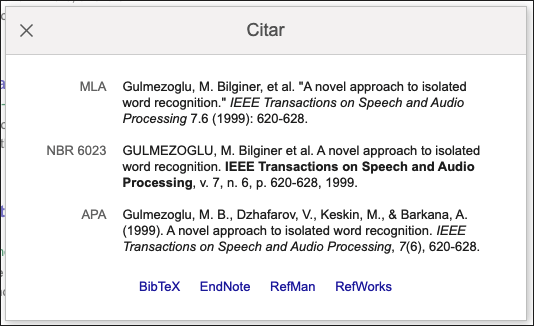 Citar
MLA
Gulmezoglu, M. Bilginer, et al. "A novel approach to isolated
word recognition." IEEE Transactions on Speech and Audio
Processing 7.6 (1999): 620-628.
NBR 6023
GULMEZOGLU, M. Bilginer et al. A novel approach to isolated
word recognition. IEEE Transactions on Speech and Audio
Processing, v. 7, n. 6, p. 620-628, 1999.
APA
Gulmezoglu, M. B., Dzhafarov, V., Keskin, M., & Barkana, A.
(1999). A novel approach to isolated word recognition. IEEE
Transactions on Speech and Audio Processing, 7(6), 620-628.
BibTeX EndNote RefMan RefWorks